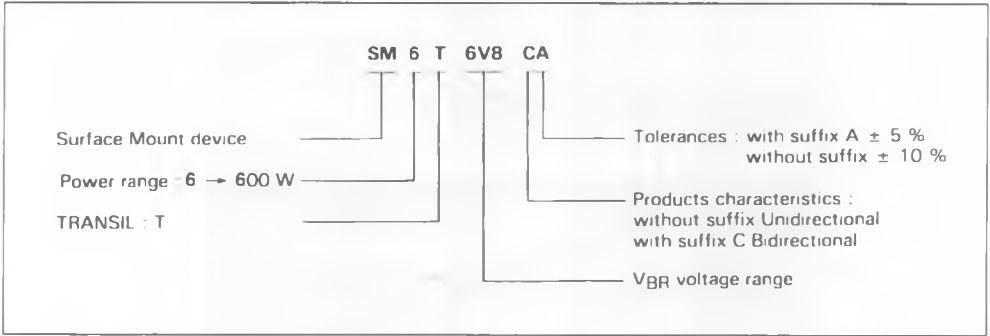 SM 6 T 6V8 CA
Surface Mount device
Power range 6 → 600 W
TRANSIL : T
Tolerances : with suffix A ± 5 %
without suffix ± 10 %
Products characteristics :
without suffix Unidirectional
with suffix C Bidirectional
VBR voltage range